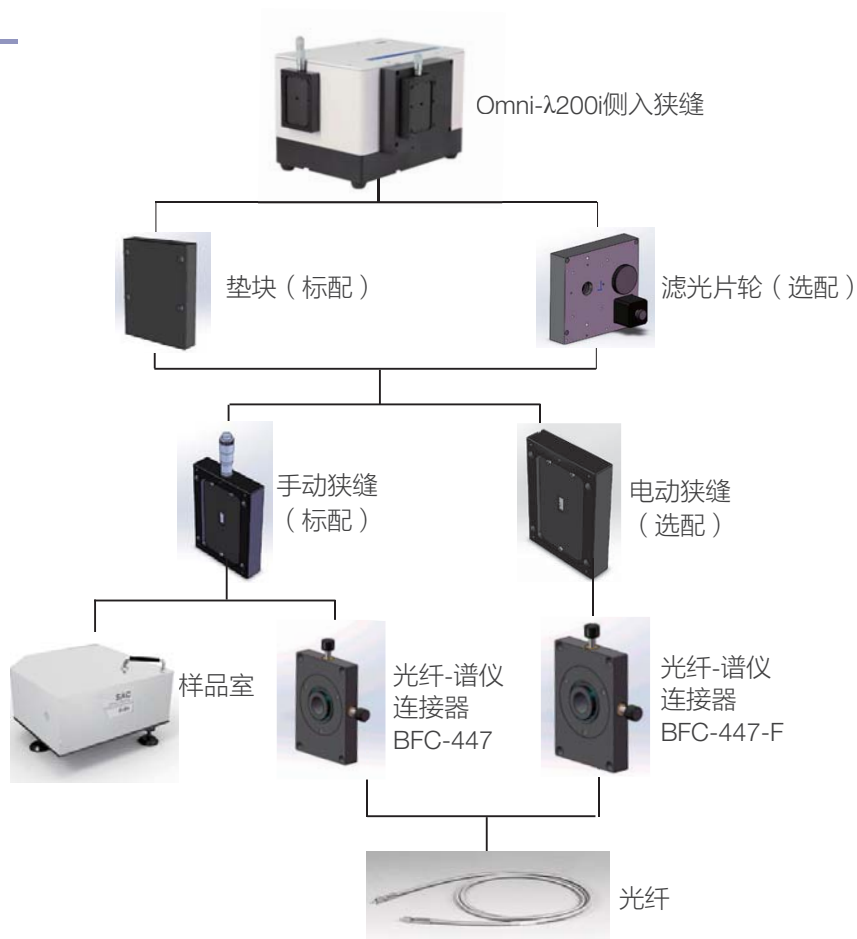 Omni-λ200i侧入狭缝
垫块（标配）
滤光片轮（选配）
手动狭缝
（标配）
电动狭缝
（选配）
样品室
SAC
光纤-谱仪
连接器
BFC-447
光纤-谱仪
连接器
BFC-447-F
光纤